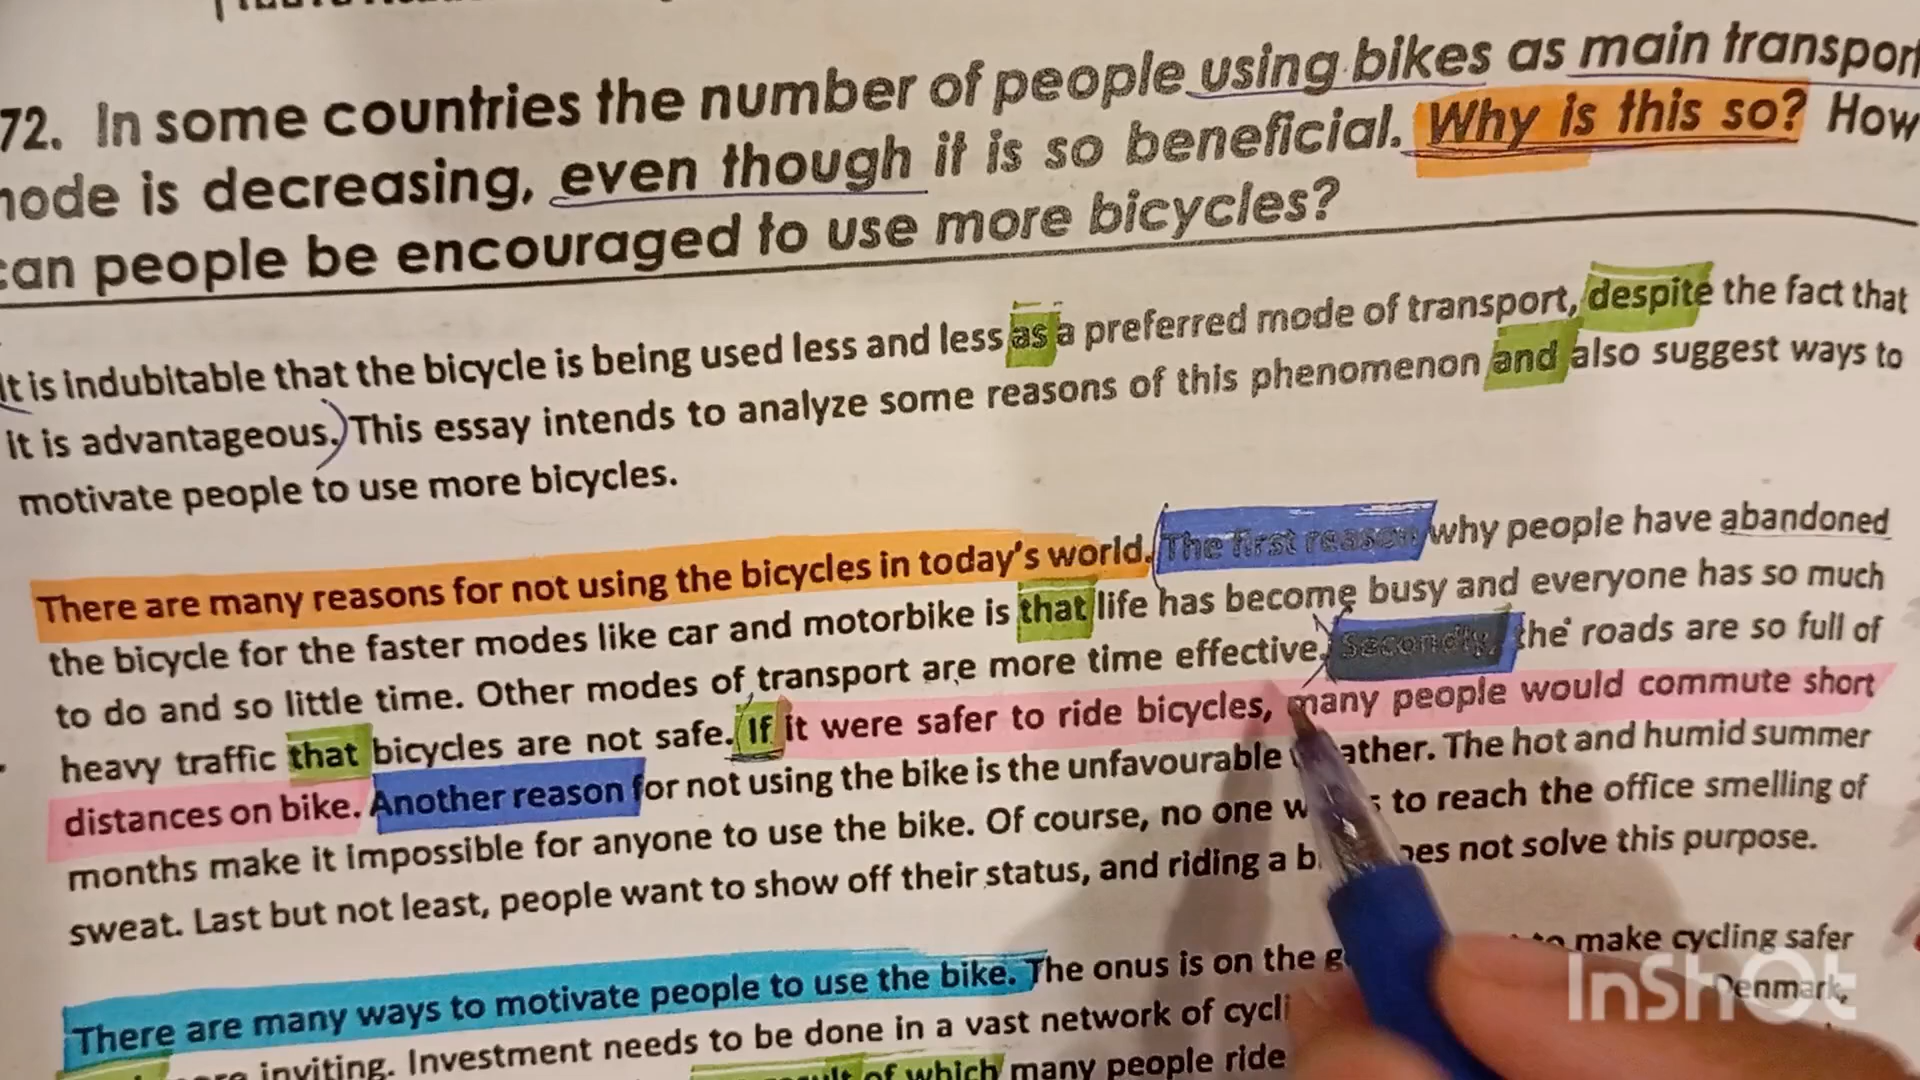 72. In some countries the number of people using bikes as main transport
mode is decreasing, even though it is so beneficial. Why is this so? How
can people be encouraged to use more bicycles?
It is indubitable that the bicycle is being used less and less as a preferred mode of transport, despite the fact that
it is advantageous. This essay intends to analyze some reasons of this phenomenon and also suggest ways to
motivate people to use more bicycles.
There are many reasons for not using the bicycles in today's world. The first reason why people have abandoned
the bicycle for the faster modes like car and motorbike is that life has become busy and everyone has so much
to do and so little time. Other modes of transport are more time effective. Secondly, the roads are so full of
heavy traffic that bicycles are not safe. If it were safer to ride bicycles, many people would commute short
distances on bike. Another reason for not using the bike is the unfavourable weather. The hot and humid summer
months make it impossible for anyone to use the bike. Of course, no one to reach the office smelling of
sweat. Last but not least, people want to show off their status, and riding a does not solve this purpose.
There are many ways to motivate people to use the bike. The onus is on the to make cycling safer
inviting. Investment needs to be done in a vast network of Denmark,
of which many people ride
InShOt